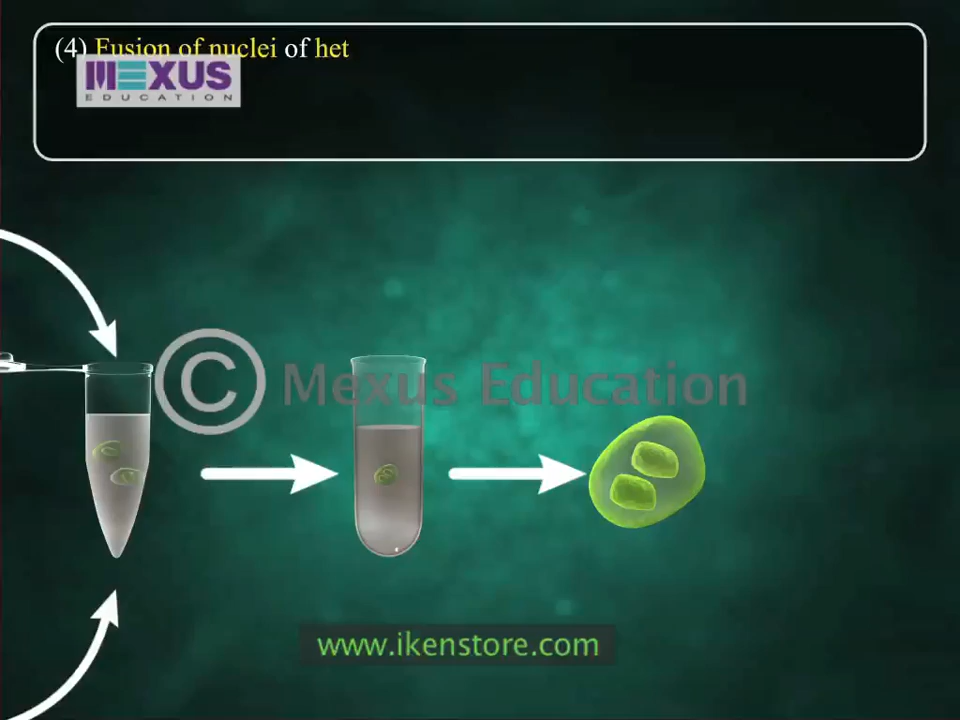 (4) Fusion of nuclei of het
MEXUS
EDUCATION
© Mexus Education
www.ikenstore.com